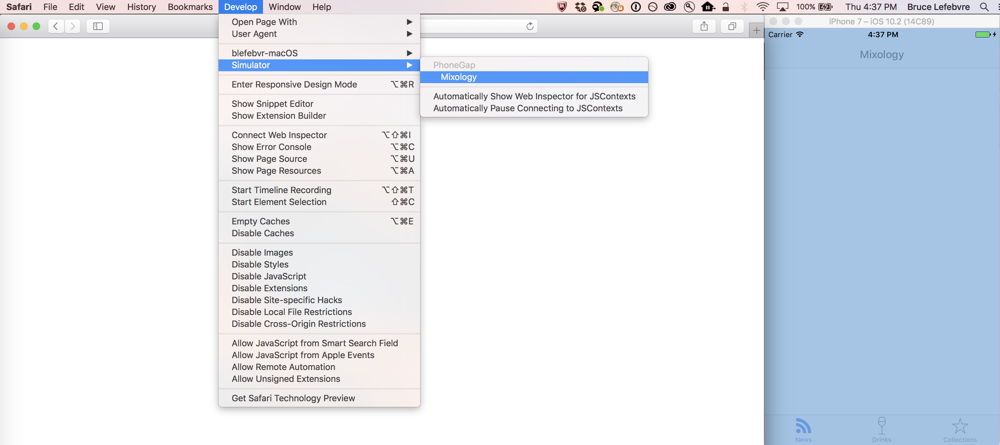 Safari File Edit View History Bookmarks Develop Window Help 100% Thu 4:37 PM Bruce Lefebvre
iPhone 7 – iOS 10.2 (14C89)
Carrier 4:37 PM
Mixology
Open Page With
User Agent
blefebvr-macOS
Simulator
PhoneGap
Mixology
Automatically Show Web Inspector for JSContexts
Automatically Pause Connecting to JSContexts
Enter Responsive Design Mode ⌥⌘R
Show Snippet Editor
Show Extension Builder
Connect Web Inspector ⌥⇧⌘I
Show Error Console ⌥⌘C
Show Page Source ⌥⌘U
Show Page Resources ⌥⌘A
Start Timeline Recording ⌥⇧⌘T
Start Element Selection ⇧⌘C
Empty Caches ⌥⌘E
Disable Caches
Disable Images
Disable Styles
Disable JavaScript
Disable Extensions
Disable Site-specific Hacks
Disable Local File Restrictions
Disable Cross-Origin Restrictions
Allow JavaScript from Smart Search Field
Allow JavaScript from Apple Events
Allow Remote Automation
Allow Unsigned Extensions
Get Safari Technology Preview
News Drinks Collections